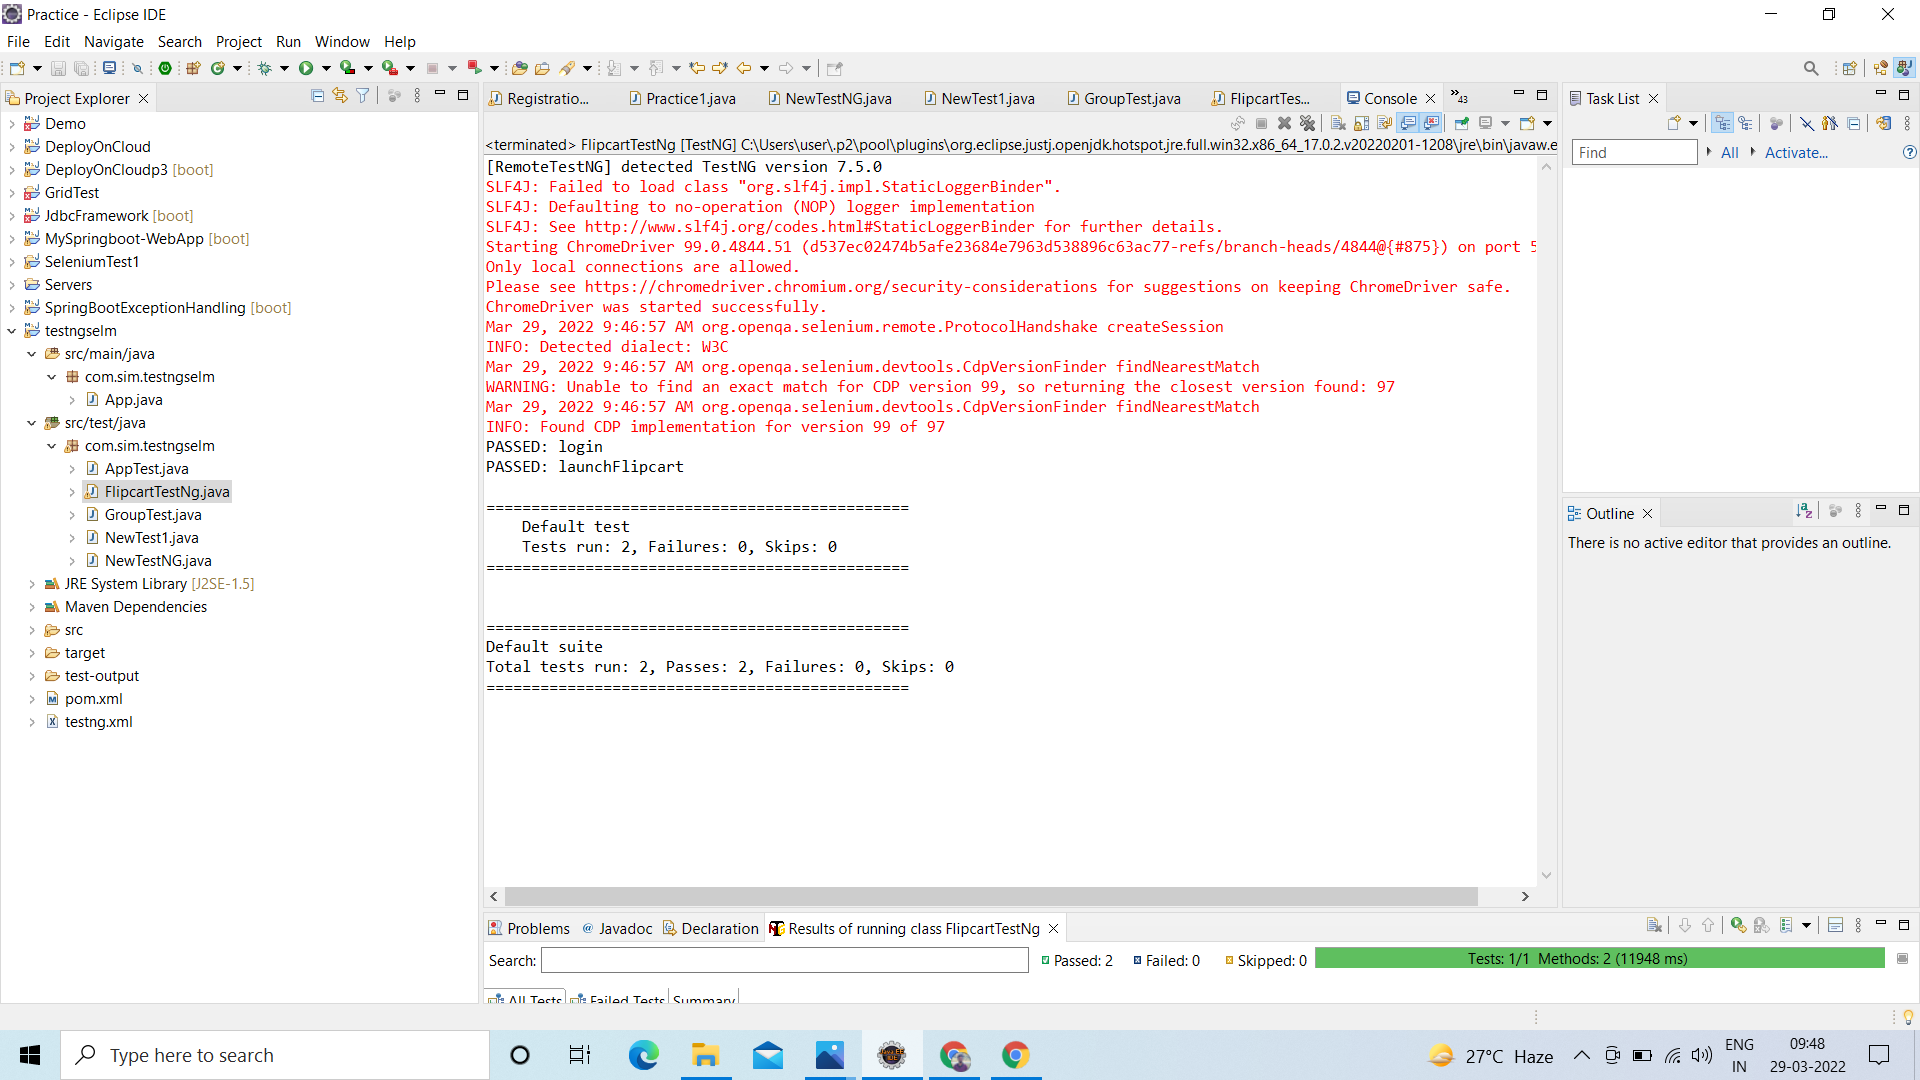 Practice - Eclipse IDE
File Edit Navigate Search Project Run Window Help
Project Explorer
Demo
DeployOnCloud
DeployOnCloudp3 [boot]
GridTest
JdbcFramework [boot]
MySpringboot-WebApp [boot]
SeleniumTest1
Servers
SpringBootExceptionHandling [boot]
testngselm
src/main/java
com.sim.testngselm
App.java
src/test/java
com.sim.testngselm
AppTest.java
FlipcartTestNg.java
GroupTest.java
NewTest1.java
NewTestNG.java
JRE System Library [J2SE-1.5]
Maven Dependencies
src
target
test-output
pom.xml
testng.xml
Registratio... Practice1.java NewTestNG.java NewTest1.java GroupTest.java FlipcartTes... Console »43
<terminated> FlipcartTestNg [TestNG] C:\Users\user\.p2\pool\plugins\org.eclipse.justj.openjdk.hotspot.jre.full.win32.x86_64_17.0.2.v20220201-1208\jre\bin\javaw.e
[RemoteTestNG] detected TestNG version 7.5.0
SLF4J: Failed to load class "org.slf4j.impl.StaticLoggerBinder".
SLF4J: Defaulting to no-operation (NOP) logger implementation
SLF4J: See http://www.slf4j.org/codes.html#StaticLoggerBinder for further details.
Starting ChromeDriver 99.0.4844.51 (d537ec02474b5afe23684e7963d538896c63ac77-refs/branch-heads/4844@{#875}) on port 5
Only local connections are allowed.
Please see https://chromedriver.chromium.org/security-considerations for suggestions on keeping ChromeDriver safe.
ChromeDriver was started successfully.
Mar 29, 2022 9:46:57 AM org.openqa.selenium.remote.ProtocolHandshake createSession
INFO: Detected dialect: W3C
Mar 29, 2022 9:46:57 AM org.openqa.selenium.devtools.CdpVersionFinder findNearestMatch
WARNING: Unable to find an exact match for CDP version 99, so returning the closest version found: 97
Mar 29, 2022 9:46:57 AM org.openqa.selenium.devtools.CdpVersionFinder findNearestMatch
INFO: Found CDP implementation for version 99 of 97
PASSED: login
PASSED: launchFlipcart
===============================================
Default test
Tests run: 2, Failures: 0, Skips: 0
===============================================
===============================================
Default suite
Total tests run: 2, Passes: 2, Failures: 0, Skips: 0
===============================================
Task List
Find All Activate...
Outline
There is no active editor that provides an outline.
Problems @ Javadoc Declaration Results of running class FlipcartTestNg
Search: Passed: 2 Failed: 0 Skipped: 0 Tests: 1/1 Methods: 2 (11948 ms)
All Tests Failed Tests Summary
Type here to search
27°C Haze
ENG
IN
09:48
29-03-2022